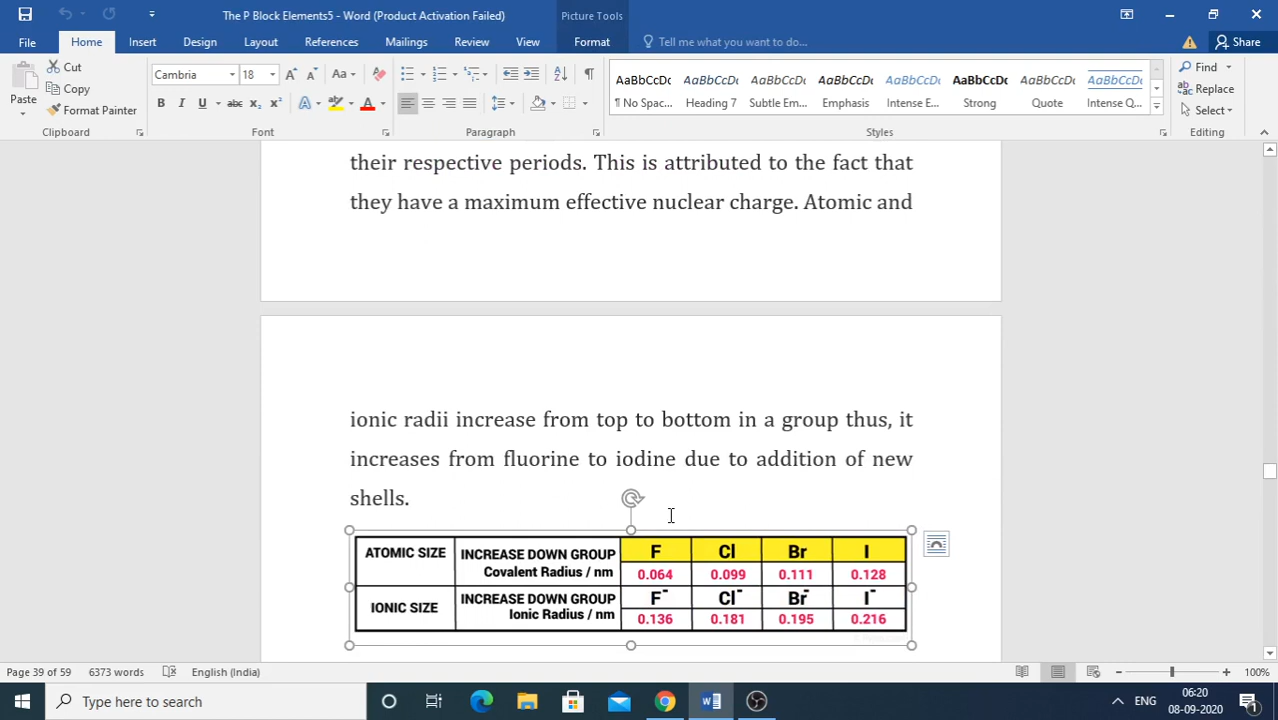 The P Block Elements5 - Word (Product Activation Failed)
Picture Tools
File
Home
Insert
Design
Layout
References
Mailings
Review
View
Format
Tell me what you want to do...
Share
Paste
Cut
Copy
Format Painter
Clipboard
Cambria
18
Font
Paragraph
AaBbCcDc
¶ No Spac...
AaBbCcDc
Heading 7
AaBbCcDc
Subtle Em...
AaBbCcDc
Emphasis
AaBbCcDc
Intense E...
AaBbCcDc
Strong
AaBbCcDc
Quote
AaBbCcDc
Intense Q...
Styles
Find
Replace
Select
Editing
their respective periods. This is attributed to the fact that
they have a maximum effective nuclear charge. Atomic and
ionic radii increase from top to bottom in a group thus, it
increases from fluorine to iodine due to addition of new
shells.
ATOMIC SIZE INCREASE DOWN GROUP F Cl Br I
Covalent Radius / nm 0.064 0.099 0.111 0.128
IONIC SIZE INCREASE DOWN GROUP F- Cl- Br- I-
Ionic Radius / nm 0.136 0.181 0.195 0.216
Page 39 of 59
6373 words
English (India)
100%
Type here to search
ENG
06:20
08-09-2020
1